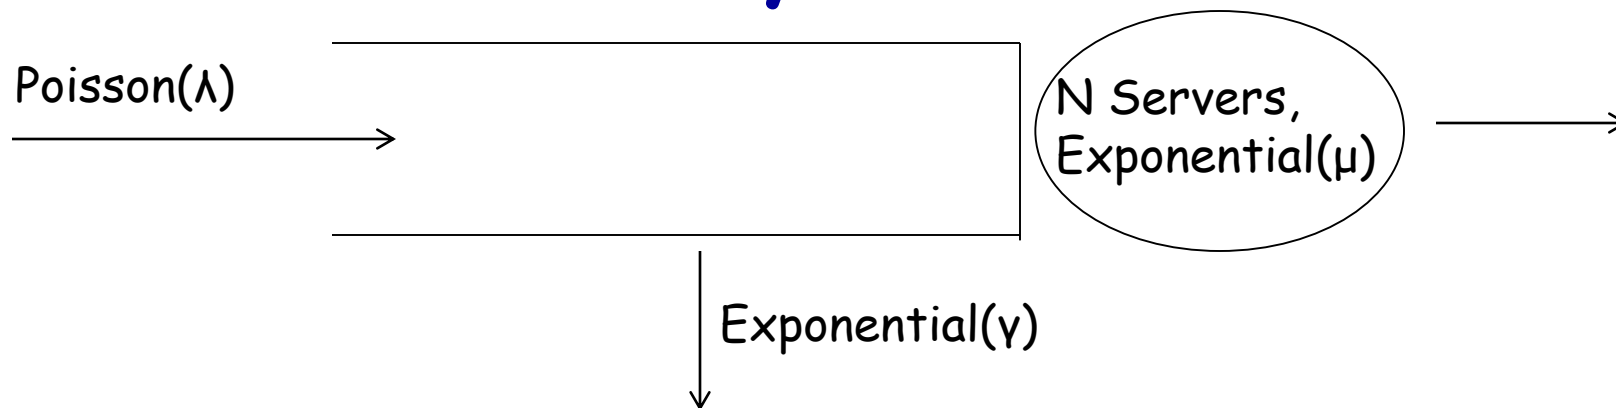 Poisson(λ)
N Servers,
Exponential(μ)
Exponential(γ)